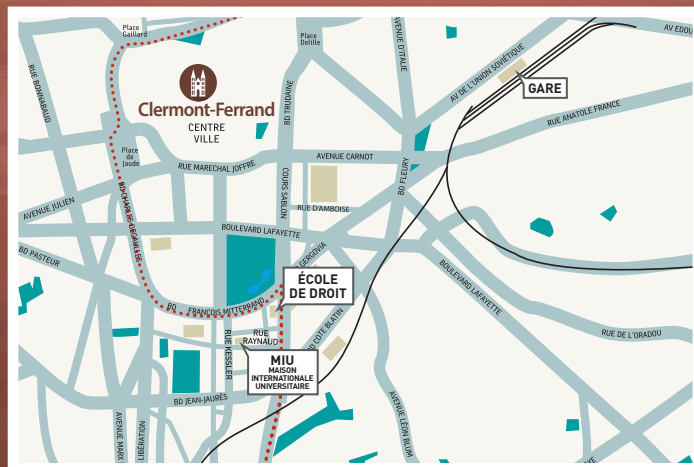 Place
Gaillard
Place
Delille
AVENUE D'ITALIE
AV EDOU
RUE BONNABAUD
AV DE L'UNION SOVIÉTIQUE
GARE
BD TRUDAINE
Clermont-Ferrand
CENTRE
VILLE
RUE ANATOLE FRANCE
Place
de
Jaude
RUE MARECHAL JOFFRE
AVENUE CARNOT
BD FLEURY
COURS SABLON
AVENUE JULIEN
BD CHARLES DE GAULLE
RUE D'AMBOISE
BOULEVARD LAFAYETTE
BD PASTEUR
GERGOVIA
ÉCOLE
DE DROIT
BOULEVARD LAFAYETTE
BD FRANÇOIS MITTERRAND
RUE DE L'ORADOU
RUE KESSLER
RUE
RAYNAUD
COTE BLATIN
MIU
MAISON
INTERNATIONALE
UNIVERSITAIRE
BD JEAN-JAURÈS
AVENUE MARX
LIBÉRATION
AVENUE LÉON BLUM